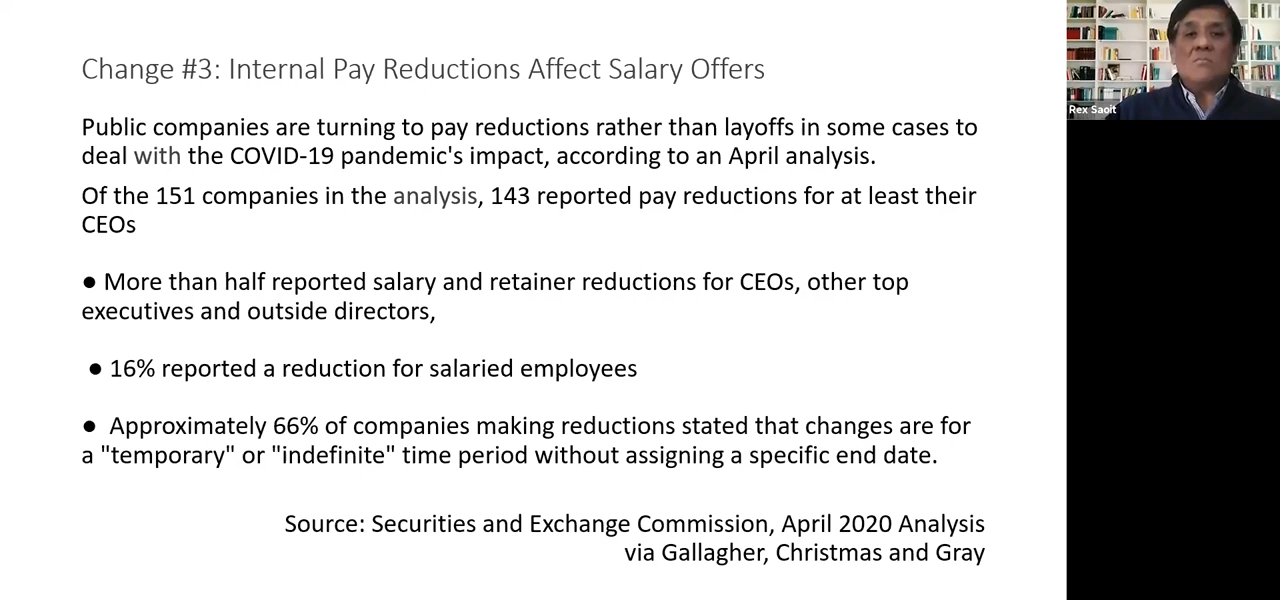 Change #3: Internal Pay Reductions Affect Salary Offers
Public companies are turning to pay reductions rather than layoffs in some cases to
deal with the COVID-19 pandemic's impact, according to an April analysis.
Of the 151 companies in the analysis, 143 reported pay reductions for at least their
CEOs
● More than half reported salary and retainer reductions for CEOs, other top
executives and outside directors,
● 16% reported a reduction for salaried employees
● Approximately 66% of companies making reductions stated that changes are for
a "temporary" or "indefinite" time period without assigning a specific end date.
Source: Securities and Exchange Commission, April 2020 Analysis
via Gallagher, Christmas and Gray
Rex Saoit